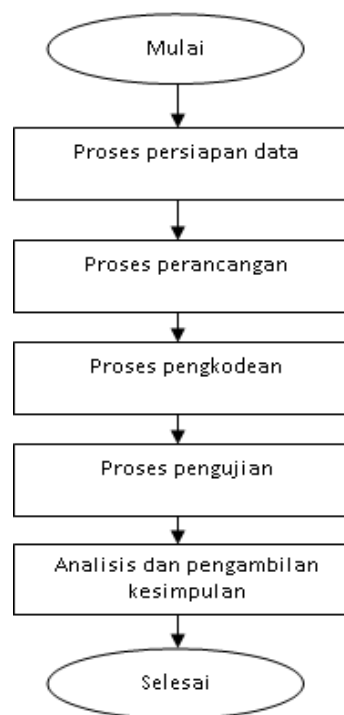 Mulai
Proses persiapan data
Proses perancangan
Proses pengkodean
Proses pengujian
Analisis dan pengambilan
kesimpulan
Selesai